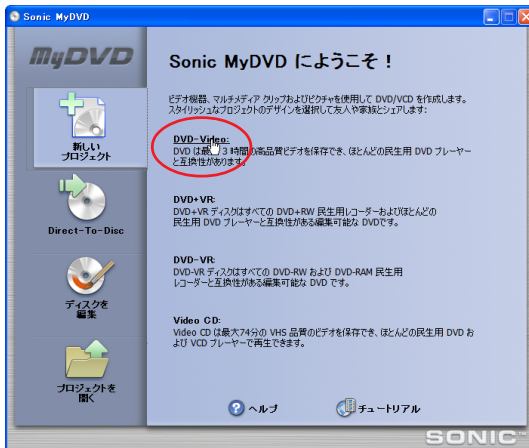 Sonic MyDVD
MyDVD
Sonic MyDVD にようこそ！
ビデオ機器、マルチメディア クリップおよびピクチャを使用して DVD/VCD を作成します。
スタイリッシュなプロジェクトのデザインを選択して友人や家族とシェアします:
新しい
プロジェクト
DVD-Video:
DVD は最 3 時間の高品質ビデオを保存でき、ほとんどの民生用 DVD プレーヤー
と互換性があります。
Direct-To-Disc
DVD+VR:
DVD+VR ディスクはすべての DVD+RW 民生用レコーダーおよびほとんどの
民生用 DVD プレーヤーと互換性がある編集可能な DVDです。
ディスクを
編集
DVD-VR:
DVD-VR ディスクはすべての DVD-RW および DVD-RAM 民生用
レコーダーと互換性がある編集可能な DVD です。
Video CD:
Video CD は最大74分の VHS 品質のビデオを保存でき、ほとんどの民生用 DVD お
よび VCD プレーヤーで再生できます。
プロジェクトを
開く
ヘルプ
チュートリアル
SONIC